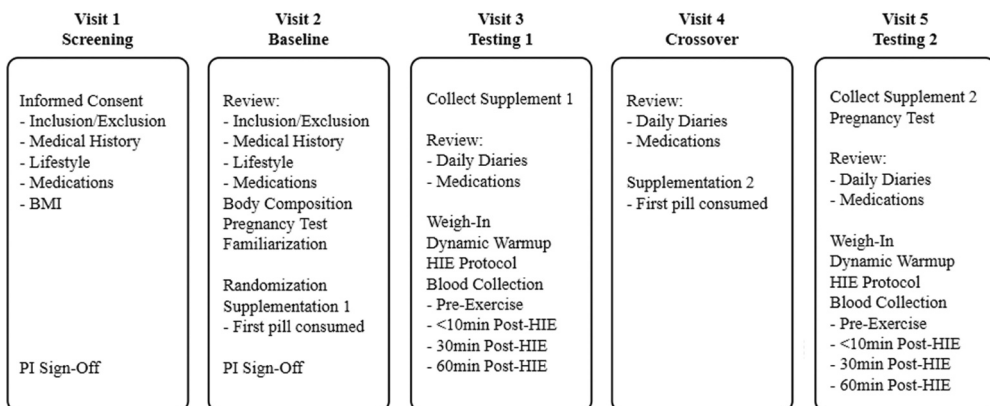 Visit 1
Screening
Informed Consent
- Inclusion/Exclusion
- Medical History
- Lifestyle
- Medications
- BMI
PI Sign-Off
Visit 2
Baseline
Review:
- Inclusion/Exclusion
- Medical History
- Lifestyle
- Medications
Body Composition
Pregnancy Test
Familiarization
Randomization
Supplementation 1
- First pill consumed
PI Sign-Off
Visit 3
Testing 1
Collect Supplement 1
Review:
- Daily Diaries
- Medications
Weigh-In
Dynamic Warmup
HIE Protocol
Blood Collection
- Pre-Exercise
- <10min Post-HIE
- 30min Post-HIE
- 60min Post-HIE
Visit 4
Crossover
Review:
- Daily Diaries
- Medications
Supplementation 2
- First pill consumed
Visit 5
Testing 2
Collect Supplement 2
Pregnancy Test
Review:
- Daily Diaries
- Medications
Weigh-In
Dynamic Warmup
HIE Protocol
Blood Collection
- Pre-Exercise
- <10min Post-HIE
- 30min Post-HIE
- 60min Post-HIE